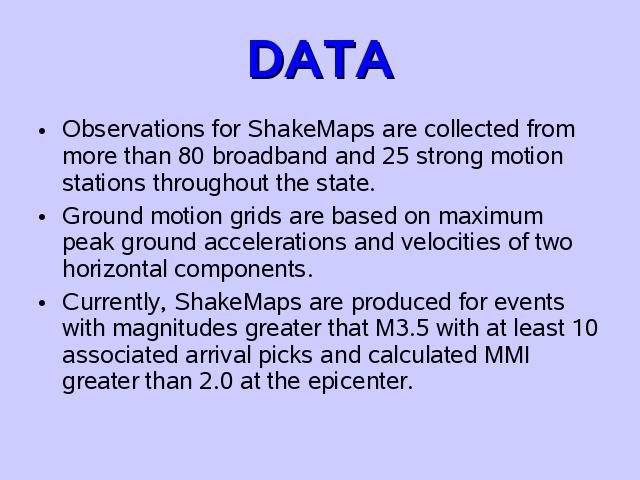 DATA
• Observations for ShakeMaps are collected from
more than 80 broadband and 25 strong motion
stations throughout the state.
• Ground motion grids are based on maximum
peak ground accelerations and velocities of two
horizontal components.
• Currently, ShakeMaps are produced for events
with magnitudes greater that M3.5 with at least 10
associated arrival picks and calculated MMI
greater than 2.0 at the epicenter.